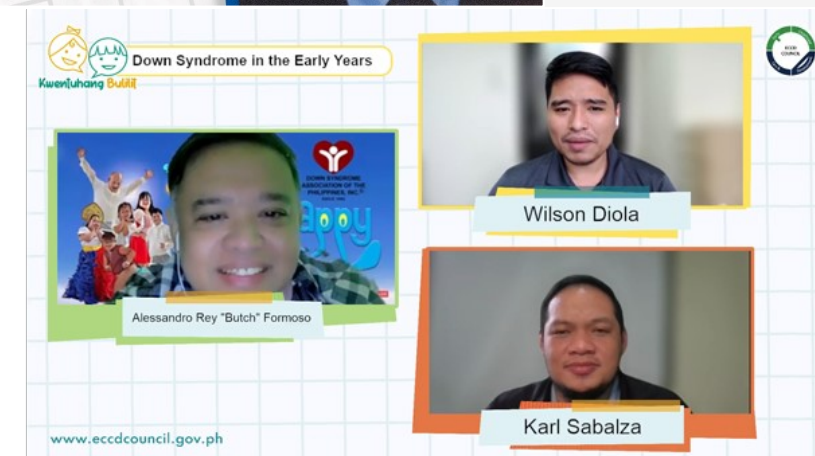 Down Syndrome in the Early Years
Kwentuhang Bulilit
DOWN SYNDROME
ASSOCIATION OF THE
PHILIPPINES, INC.
appy
Alessandro Rey "Butch" Formoso
Wilson Diola
ECCD
COUNCIL
Karl Sabalza
www.eccdcouncil.gov.ph